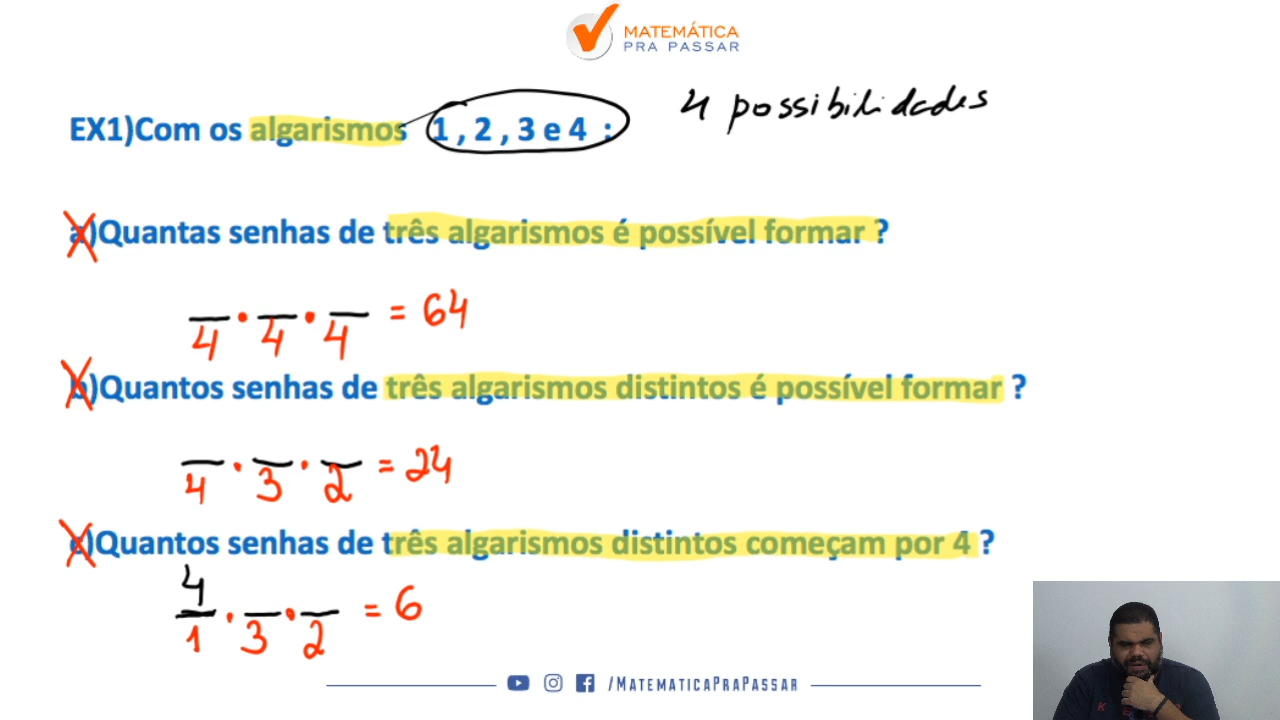 MATEMÁTICA
PRA PASSAR
EX1)Com os algarismos 1 , 2 , 3 e 4 : 4 possibilidades
a)Quantas senhas de três algarismos é possível formar ?
4 . 4 . 4 = 64
b)Quantos senhas de três algarismos distintos é possível formar ?
4 . 3 . 2 = 24
c)Quantos senhas de três algarismos distintos começam por 4 ?
4
1 . 3 . 2 = 6
/MATEMATICAPRAPASSAR